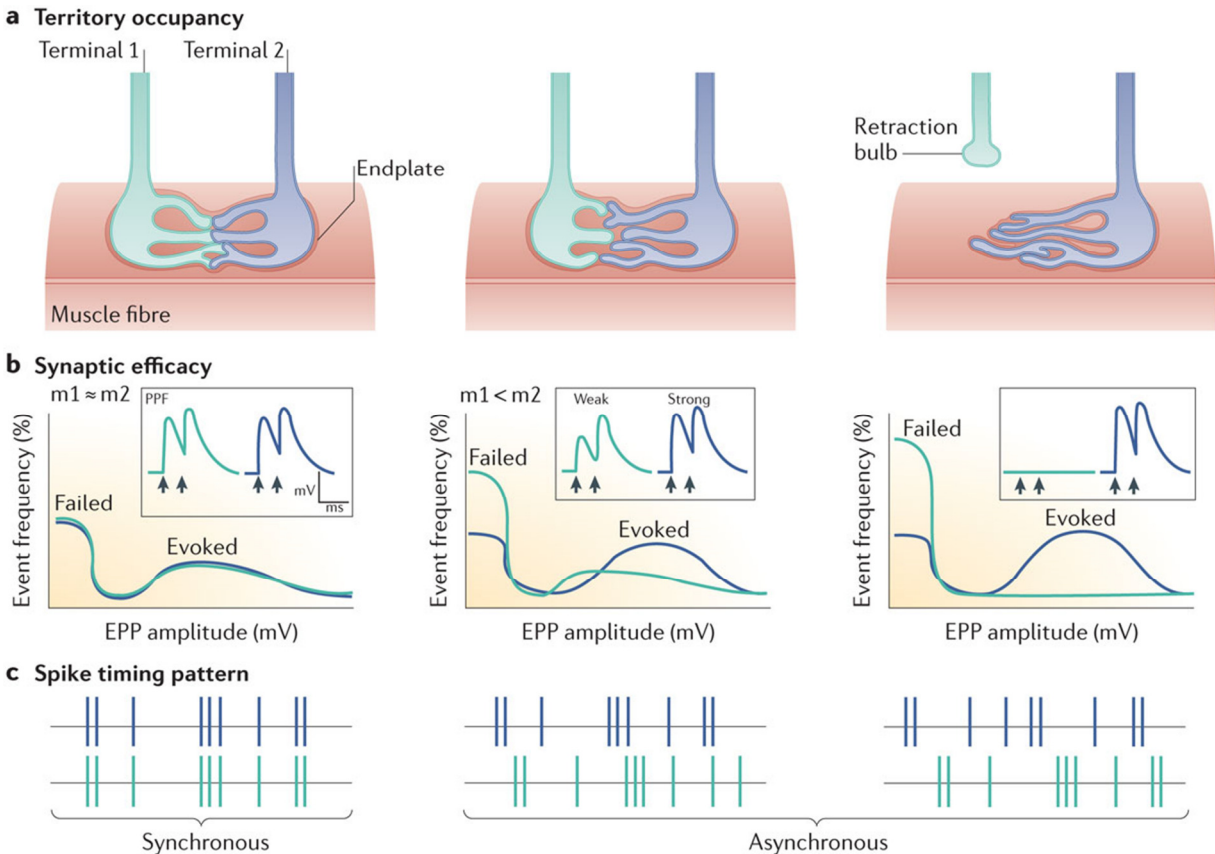 a Territory occupancy
Terminal 1
Terminal 2
Endplate
Muscle fibre
Retraction
bulb
b Synaptic efficacy
m1 ≈ m2
PPF
mV
ms
Failed
Evoked
Event frequency (%)
EPP amplitude (mV)
m1 < m2
Weak
Strong
Failed
Evoked
Event frequency (%)
EPP amplitude (mV)
Failed
Evoked
Event frequency (%)
EPP amplitude (mV)
c Spike timing pattern
Synchronous
Asynchronous